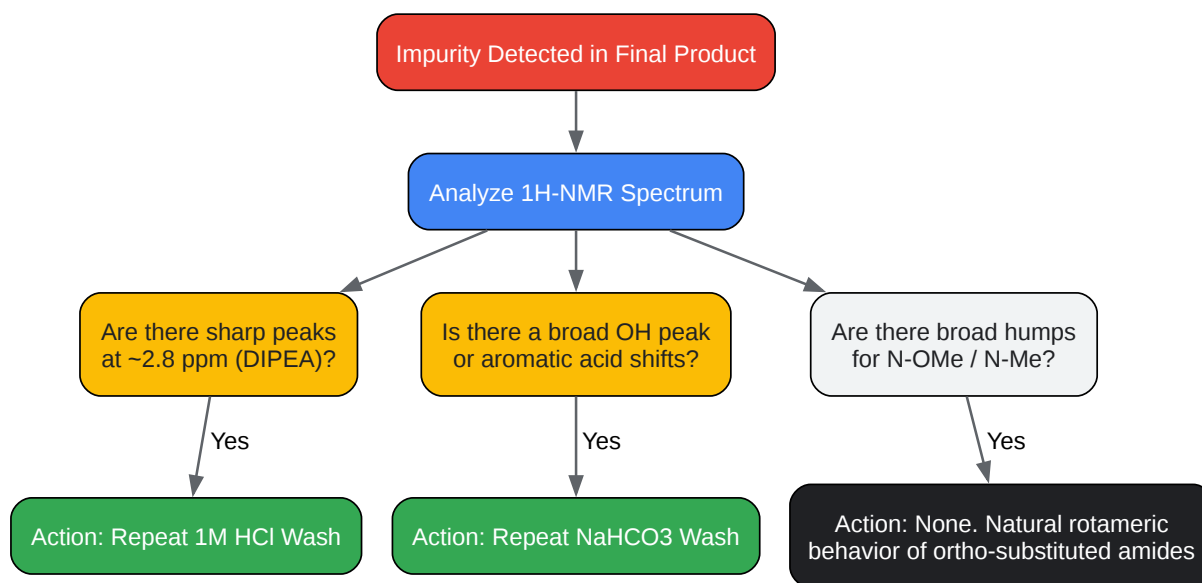 Impurity Detected in Final Product
Analyze 1H-NMR Spectrum
Are there sharp peaks
at ~2.8 ppm (DIPEA)?
Is there a broad OH peak
or aromatic acid shifts?
Are there broad humps
for N-OMe / N-Me?
Yes
Yes
Yes
Action: Repeat 1M HCl Wash
Action: Repeat NaHCO3 Wash
Action: None. Natural rotameric
behavior of ortho-substituted amides